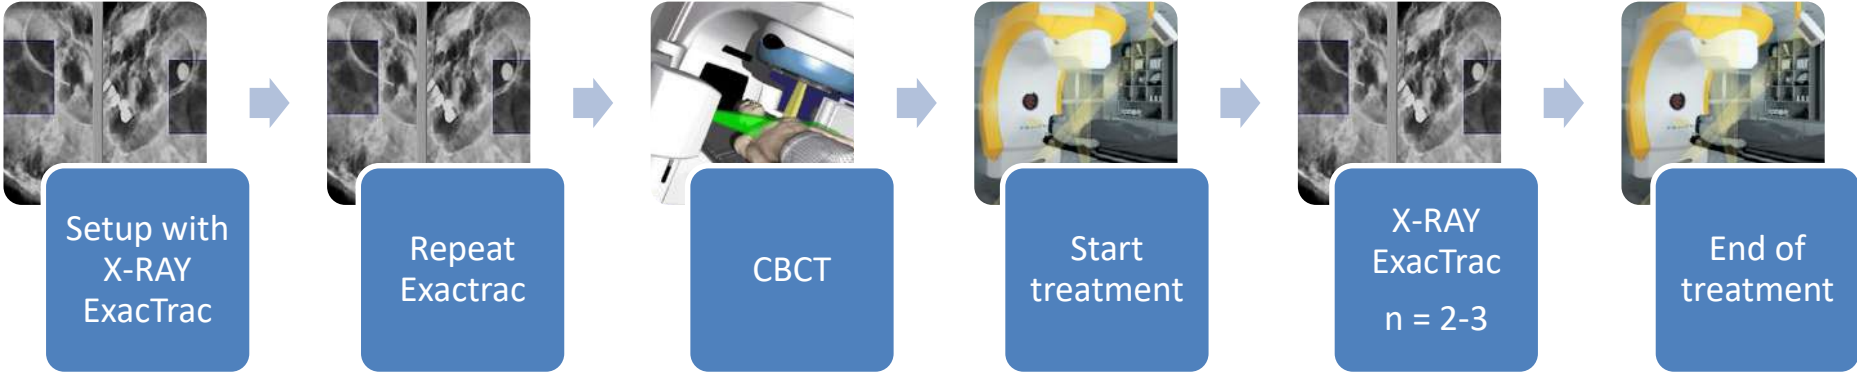 Setup with
X-RAY
ExacTrac
Repeat
Exactrac
CBCT
Start
treatment
X-RAY
ExacTrac
n = 2-3
End of
treatment